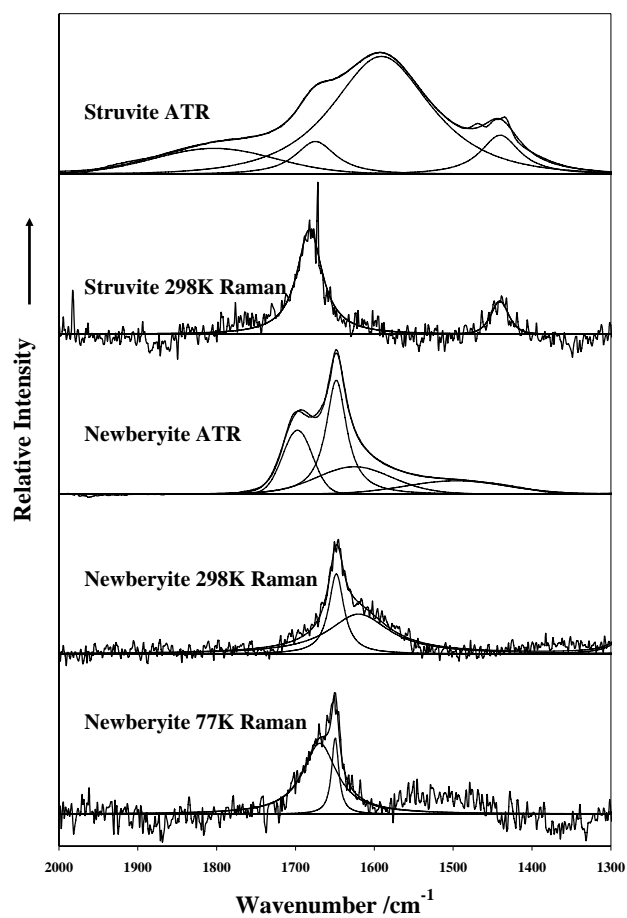 Struvite ATR
Struvite 298K Raman
Newberyite ATR
Newberyite 298K Raman
Newberyite 77K Raman
Relative Intensity
2000 1900 1800 1700 1600 1500 1400 1300
Wavenumber /cm⁻¹